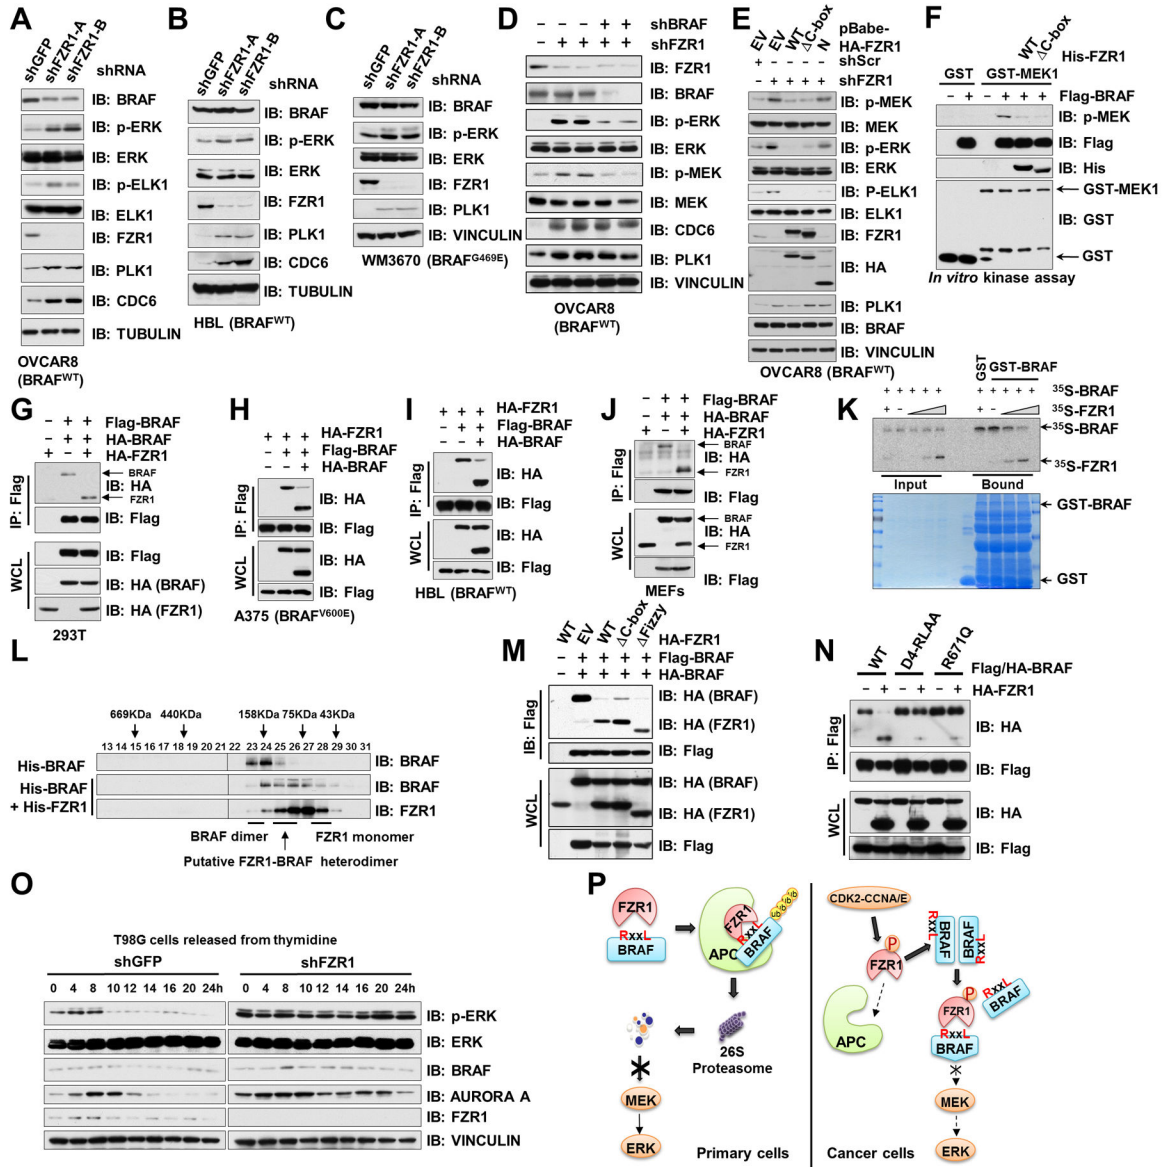 A
shGFP
shFZR1-A
shFZR1-B
shRNA
IB: BRAF
IB: p-ERK
IB: ERK
IB: p-ELK1
IB: ELK1
IB: FZR1
IB: PLK1
IB: CDC6
IB: TUBULIN
OVCAR8
(BRAFWT)
B
shGFP
shFZR1-A
shFZR1-B
shRNA
IB: BRAF
IB: p-ERK
IB: ERK
IB: FZR1
IB: PLK1
IB: CDC6
IB: TUBULIN
HBL (BRAFWT)
C
shGFP
shFZR1-A
shFZR1-B
shRNA
IB: BRAF
IB: p-ERK
IB: ERK
IB: FZR1
IB: PLK1
IB: VINCULIN
WM3670 (BRAFG469E)
D
− − − + + shBRAF
− + + + + shFZR1
IB: FZR1
IB: BRAF
IB: p-ERK
IB: ERK
IB: p-MEK
IB: MEK
IB: CDC6
IB: PLK1
IB: VINCULIN
OVCAR8
(BRAFWT)
E
EV EV WT ΔC-box N
pBabe-
HA-FZR1
+ − − − − shScr
− + + + + shFZR1
IB: p-MEK
IB: MEK
IB: p-ERK
IB: ERK
IB: P-ELK1
IB: ELK1
IB: FZR1
IB: HA
IB: PLK1
IB: BRAF
IB: VINCULIN
OVCAR8 (BRAFWT)
F
WT ΔC-box His-FZR1
GST GST-MEK1
− + − + + + Flag-BRAF
IB: p-MEK
IB: Flag
IB: His
GST-MEK1
IB: GST
GST
In vitro kinase assay
G
− + + Flag-BRAF
− + + HA-BRAF
+ − + HA-FZR1
IP: Flag
BRAF
IB: HA
FZR1
IB: Flag
WCL
IB: Flag
IB: HA (BRAF)
IB: HA (FZR1)
293T
H
+ + + HA-FZR1
− + + Flag-BRAF
− − + HA-BRAF
IP: Flag
IB: HA
IB: Flag
WCL
IB: HA
IB: Flag
A375 (BRAFV600E)
I
+ + + HA-FZR1
− + + Flag-BRAF
− − + HA-BRAF
IP: Flag
IB: HA
IB: Flag
WCL
IB: HA
IB: Flag
HBL (BRAFWT)
J
− + + Flag-BRAF
− + + HA-BRAF
+ − + HA-FZR1
IP: Flag
BRAF
IB: HA
FZR1
IB: Flag
WCL
BRAF
IB: HA
FZR1
IB: Flag
MEFs
K
GST GST-BRAF
+ + + + + + + + + + 35S-BRAF
+ − + − 35S-FZR1
35S-BRAF
35S-FZR1
Input Bound
GST-BRAF
GST
L
669KDa 440KDa 158KDa 75KDa 43KDa
13 14 15 16 17 18 19 20 21 22 23 24 25 26 27 28 29 30 31
His-BRAF IB: BRAF
His-BRAF IB: BRAF
+ His-FZR1 IB: FZR1
BRAF dimer FZR1 monomer
Putative FZR1-BRAF heterodimer
M
WT EV WT ΔC-box ΔFizzy
HA-FZR1
− + + + + Flag-BRAF
− + + + + HA-BRAF
IB: Flag
IB: HA (BRAF)
IB: HA (FZR1)
IB: Flag
WCL
IB: HA (BRAF)
IB: HA (FZR1)
IB: Flag
N
WT D4-RLAA R671Q
Flag/HA-BRAF
− + − + − + HA-FZR1
IP: Flag
IB: HA
IB: Flag
WCL
IB: HA
IB: Flag
O
T98G cells released from thymidine
shGFP shFZR1
0 4 8 10 12 14 16 20 24h 0 4 8 10 12 14 16 20 24h
IB: p-ERK
IB: ERK
IB: BRAF
IB: AURORA A
IB: FZR1
IB: VINCULIN
P
FZR1
RxxL
BRAF
FZR1
RxxL
BRAF
APC
ub
ub
ub
ub
26S
Proteasome
MEK
ERK
Primary cells
CDK2-CCNA/E
P
FZR1
APC
RxxL
BRAF
BRAF
RxxL
P
FZR1
RxxL
BRAF
RxxL
BRAF
MEK
ERK
Cancer cells